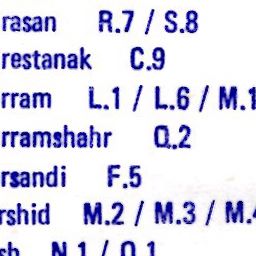 rasan R.7 / S.8
restanak C.9
rram L.1 / L.6 / M.1
rramshahr Q.2
rsandi F.5
rshid M.2 / M.3 / M.4
sh N.1 / O.1